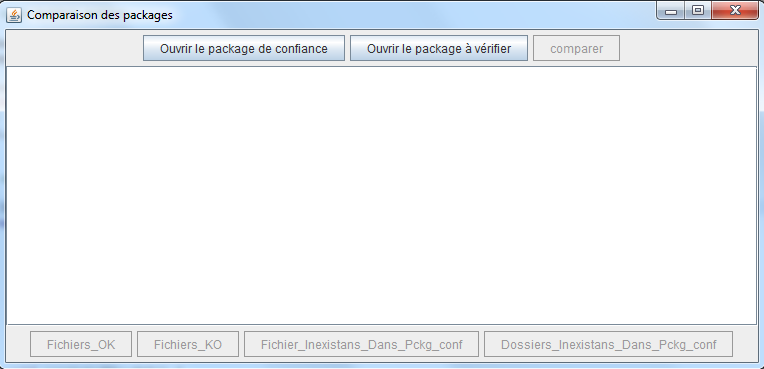 Comparaison des packages
Ouvrir le package de confiance Ouvrir le package à vérifier comparer
Fichiers_OK Fichiers_KO Fichier_Inexistans_Dans_Pckg_conf Dossiers_Inexistans_Dans_Pckg_conf